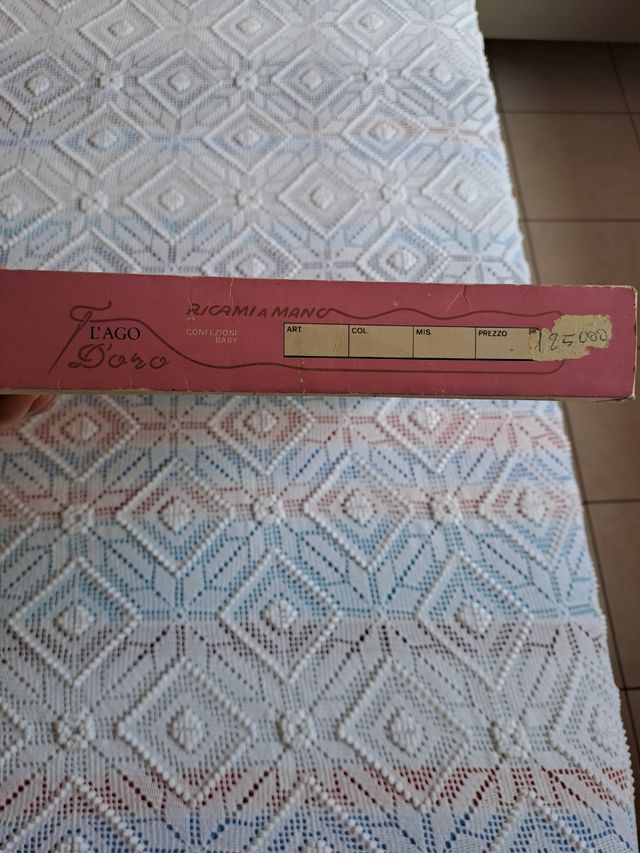 L'AGO
D'oro
RICAMI A MANO
CONFEZIONI
BABY
ART.
COL.
MIS.
PREZZO
125000